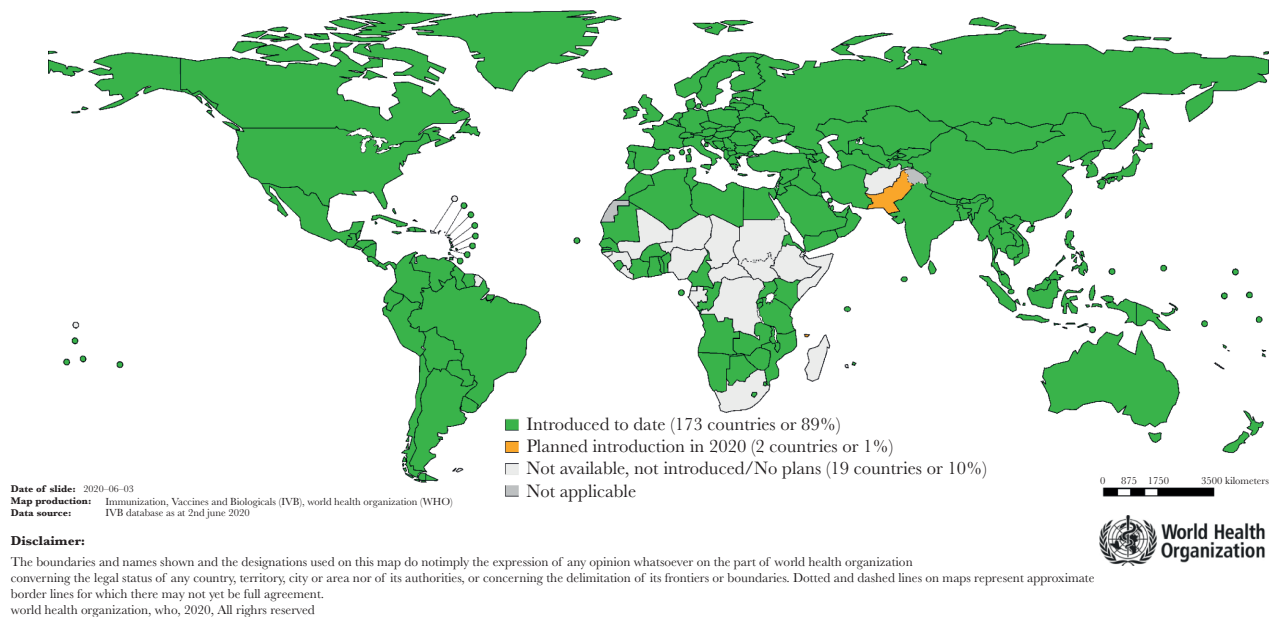 Introduced to date (173 countries or 89%)
Planned introduction in 2020 (2 countries or 1%)
Not available, not introduced/No plans (19 countries or 10%)
Not applicable
Date of slide: 2020–06–03
Map production: Immunization, Vaccines and Biologicals (IVB), world health organization (WHO)
Data source: IVB database as at 2nd june 2020
0 875 1750 3500 kilometers
World Health
Organization
Disclaimer:
The boundaries and names shown and the designations used on this map do notimply the expression of any opinion whatsoever on the part of world health organization
converning the legal status of any country, territory, city or area nor of its authorities, or concerning the delimitation of its frontiers or boundaries. Dotted and dashed lines on maps represent approximate
border lines for which there may not yet be full agreement.
world health organization, who, 2020, All righrs reserved